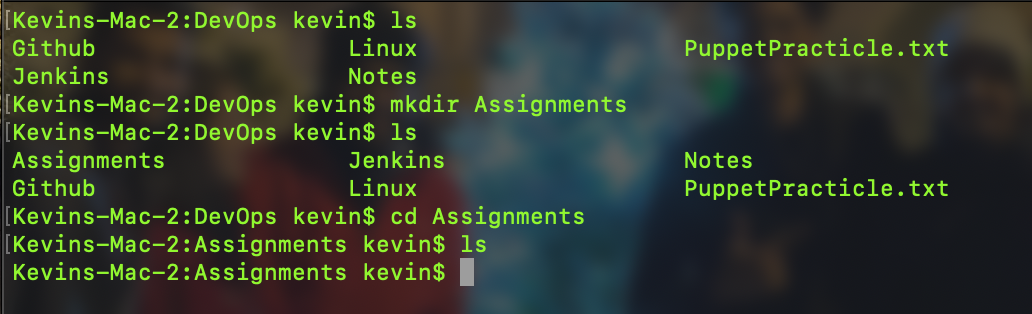 [Kevins-Mac-2:DevOps kevin$ ls
Github Linux PuppetPracticle.txt
Jenkins Notes
[Kevins-Mac-2:DevOps kevin$ mkdir Assignments
[Kevins-Mac-2:DevOps kevin$ ls
Assignments Jenkins Notes
Github Linux PuppetPracticle.txt
[Kevins-Mac-2:DevOps kevin$ cd Assignments
[Kevins-Mac-2:Assignments kevin$ ls
Kevins-Mac-2:Assignments kevin$